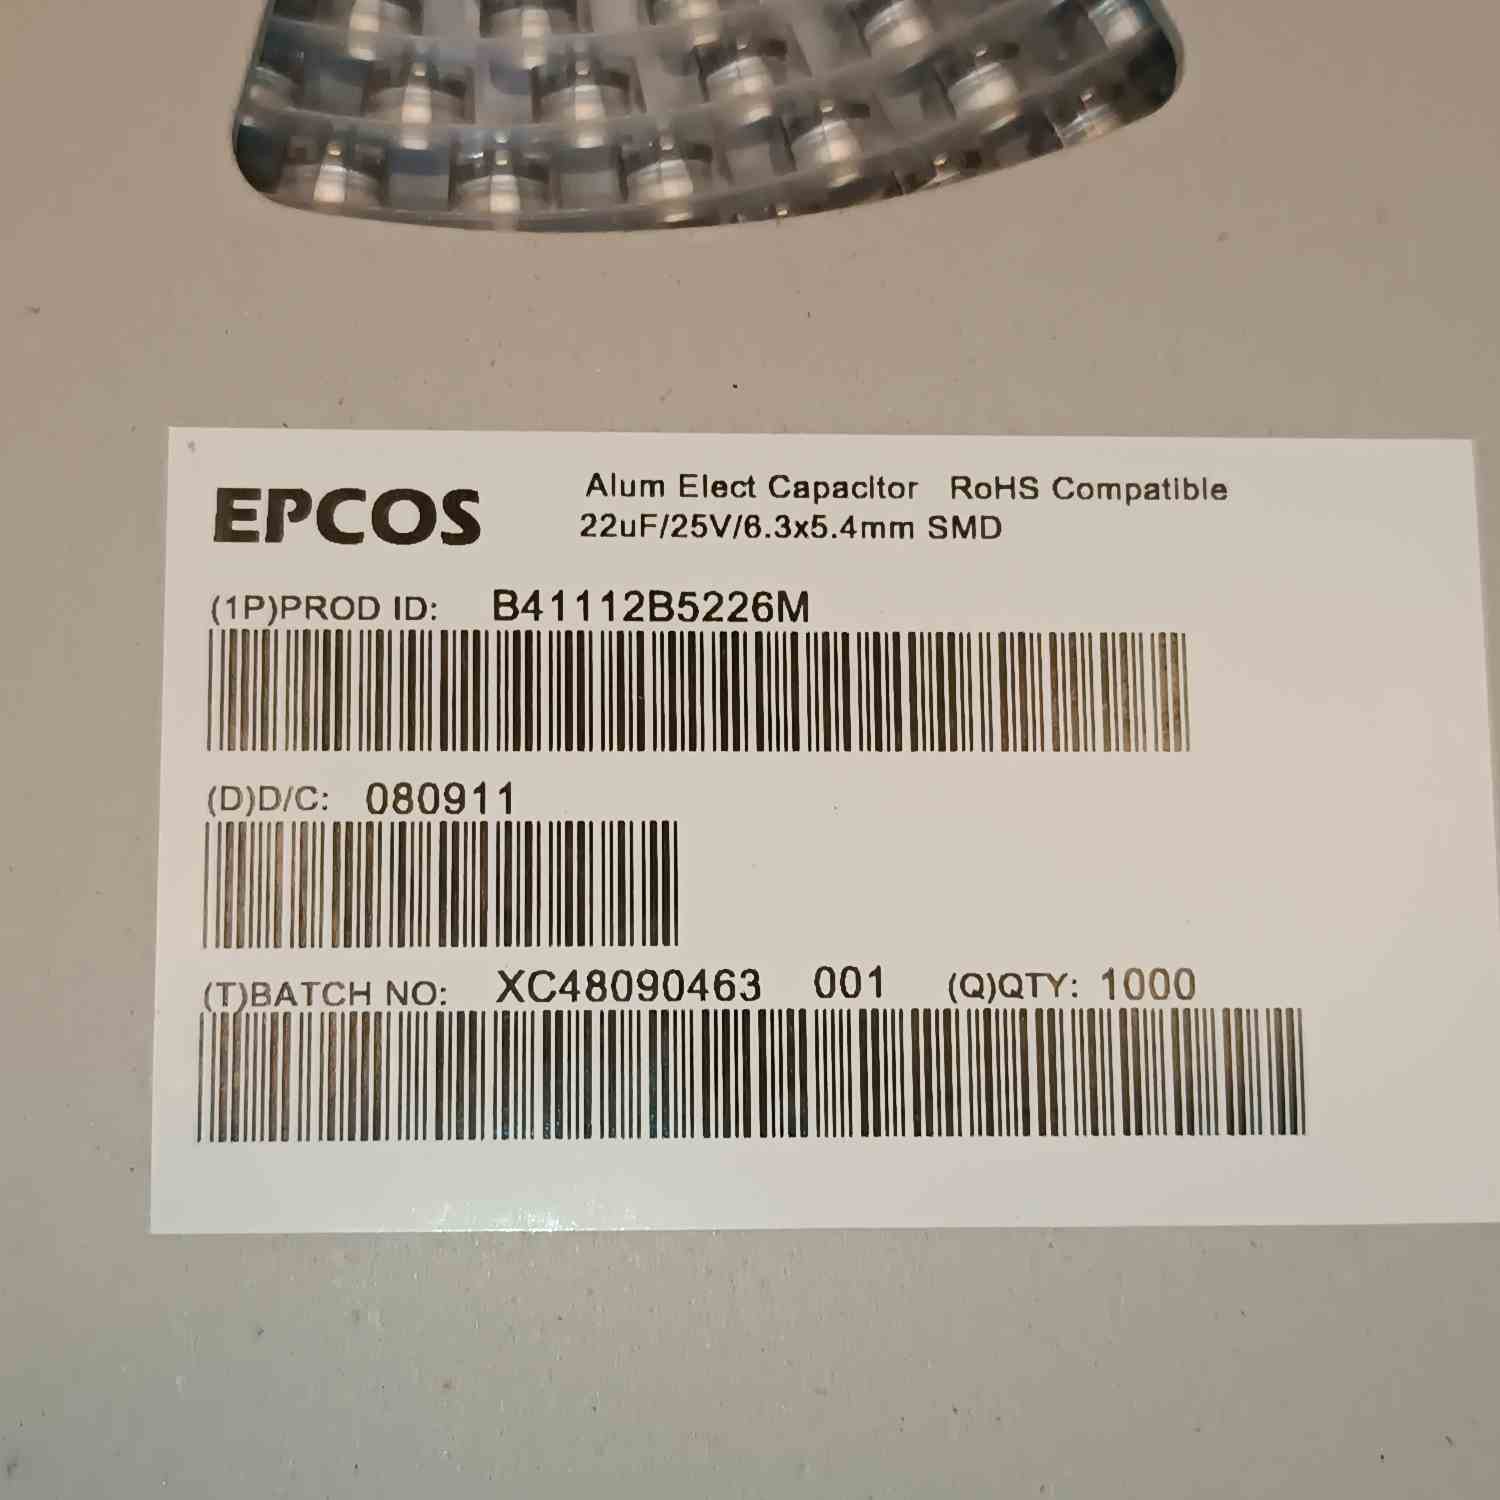 EPCOS
Alum Elect Capacitor RoHS Compatible
22uF/25V/6.3x5.4mm SMD
(1P)PROD ID: B41112B5226M
(D)D/C: 080911
(T)BATCH NO: XC48090463 001 (Q)QTY: 1000